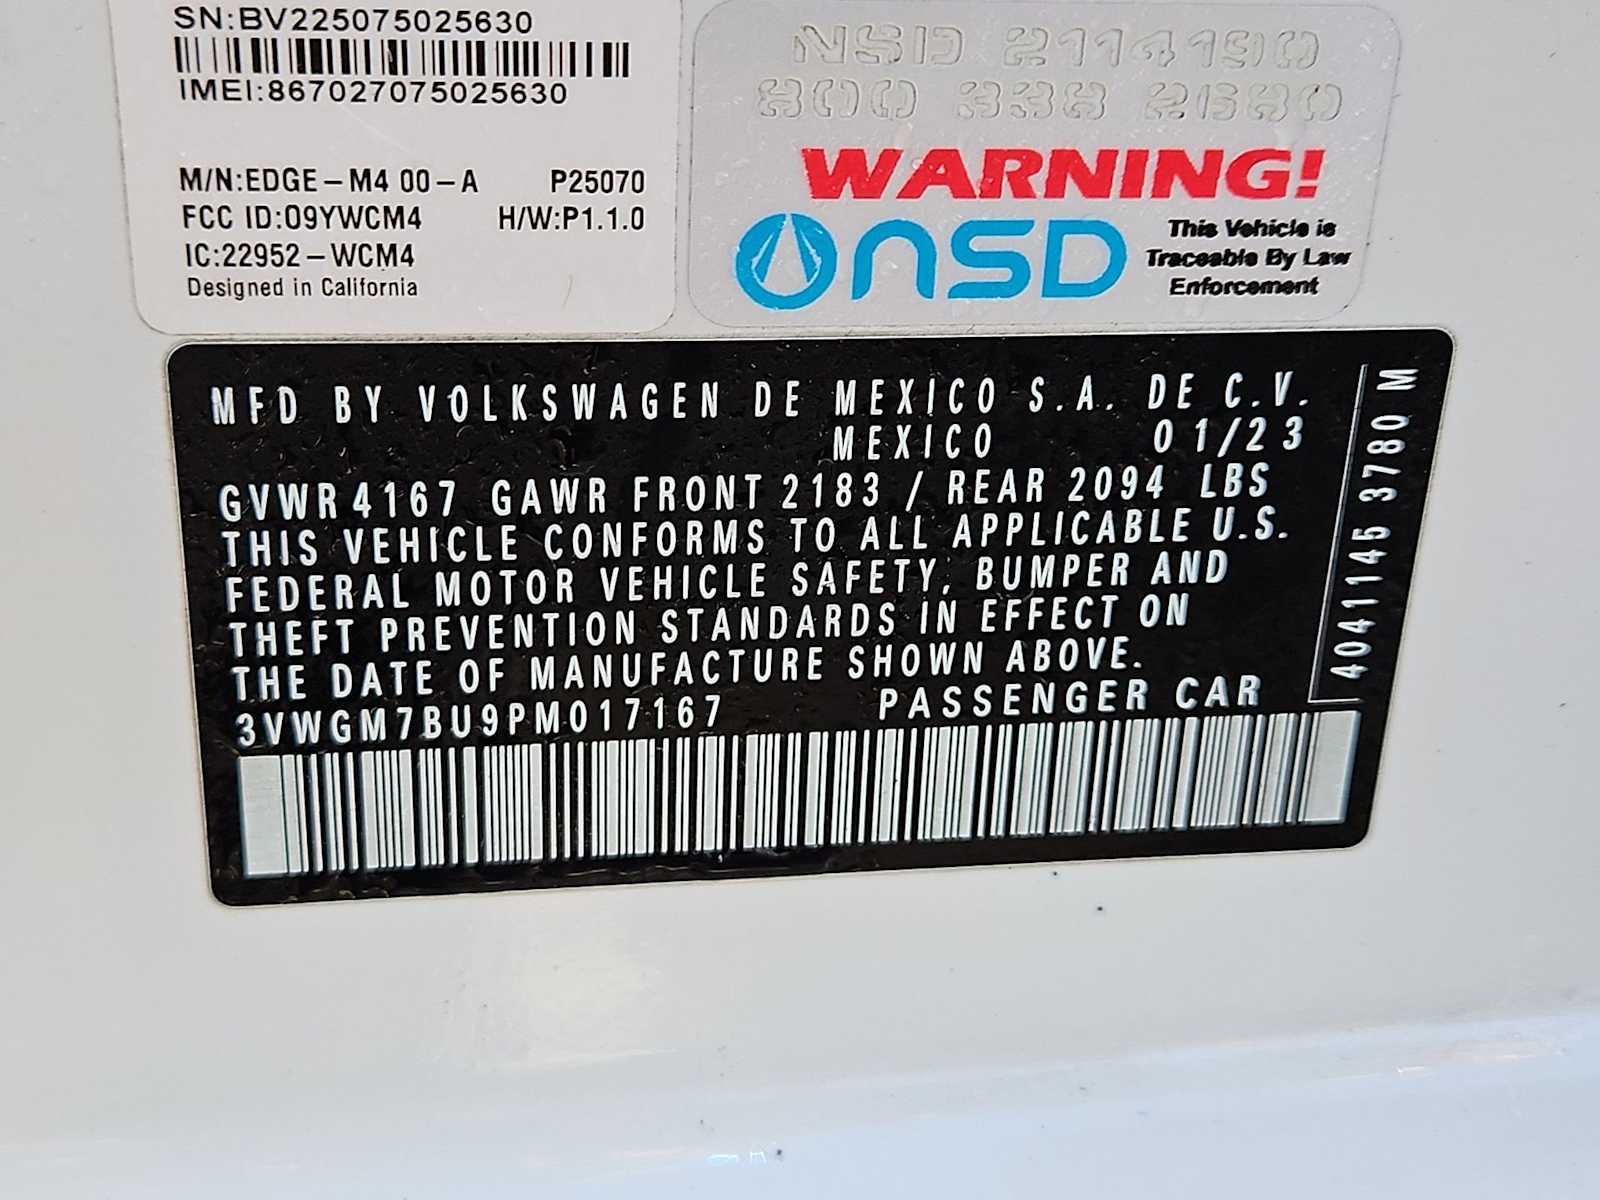 SN:BV225075025630
IMEI:867027075025630
M/N:EDGE-M4 00-A P25070
FCC ID:O9YWCM4 H/W:P1.1.0
IC:22952-WCM4
Designed in California
NSD 2114190
800 338 2680
WARNING!
NSD
This Vehicle is
Traceable By Law
Enforcement
MFD BY VOLKSWAGEN DE MEXICO S.A. DE C.V.
MEXICO 01/23
GVWR4167 GAWR FRONT 2183 / REAR 2094 LBS
THIS VEHICLE CONFORMS TO ALL APPLICABLE U.S.
FEDERAL MOTOR VEHICLE SAFETY, BUMPER AND
THEFT PREVENTION STANDARDS IN EFFECT ON
THE DATE OF MANUFACTURE SHOWN ABOVE.
3VWGM7BU9PM017167 PASSENGER CAR
4041145 3780 M